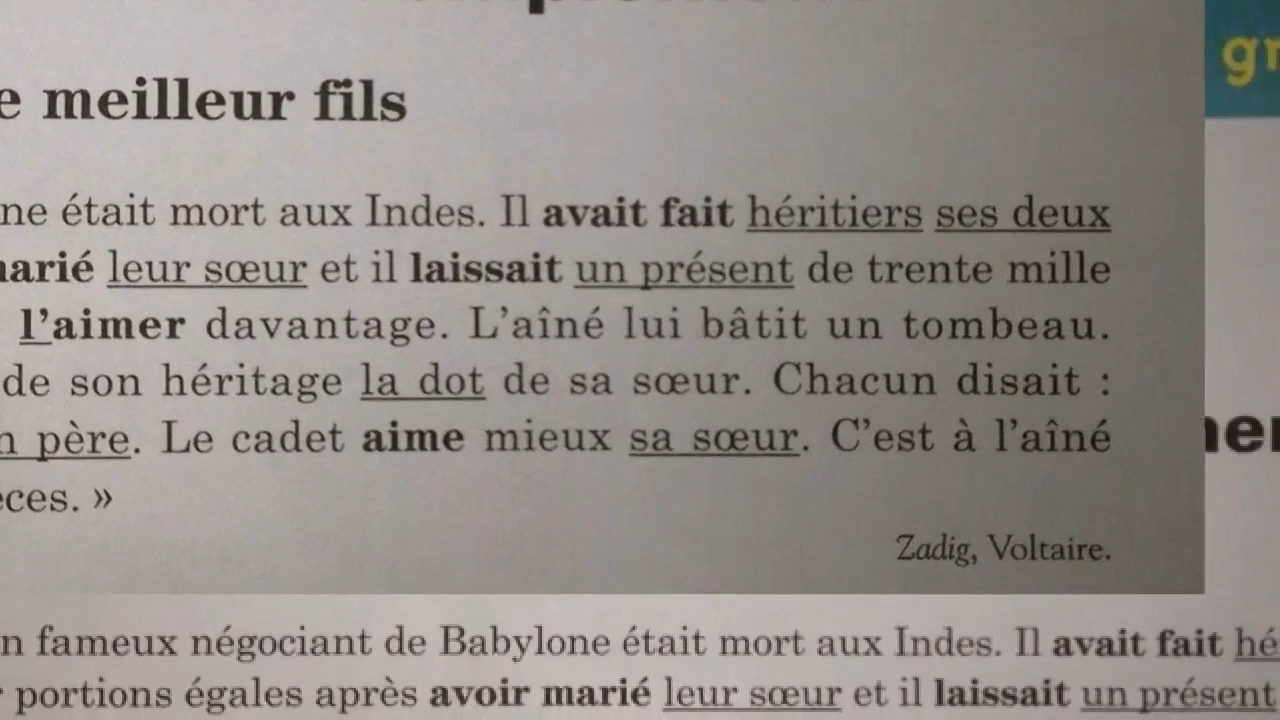 gr
e meilleur fils
ne était mort aux Indes. Il avait fait héritiers ses deux
marié leur sœur et il laissait un présent de trente mille
l'aimer davantage. L'aîné lui bâtit un tombeau.
de son héritage la dot de sa sœur. Chacun disait :
n père. Le cadet aime mieux sa sœur. C'est à l'aîné
èces. »
Zadig, Voltaire.
n fameux négociant de Babylone était mort aux Indes. Il avait fait hé
portions égales après avoir marié leur sœur et il laissait un présent